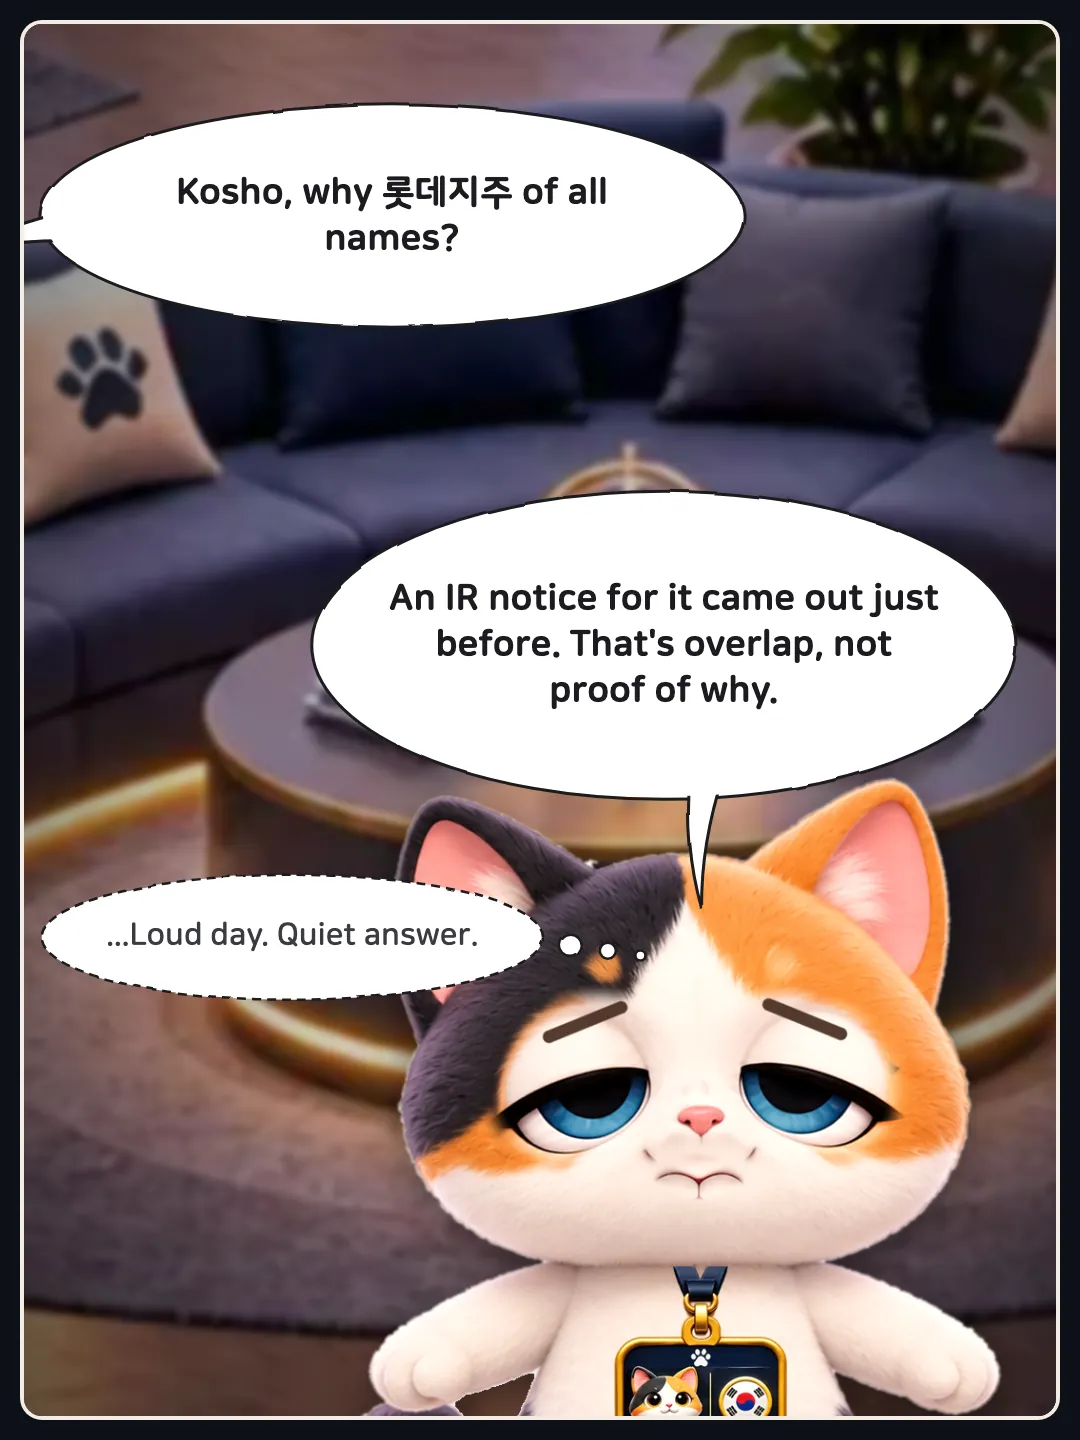 Kosho, why 롯데지주 of all
names?
An IR notice for it came out just
before. That's overlap, not
proof of why.
...Loud day. Quiet answer.